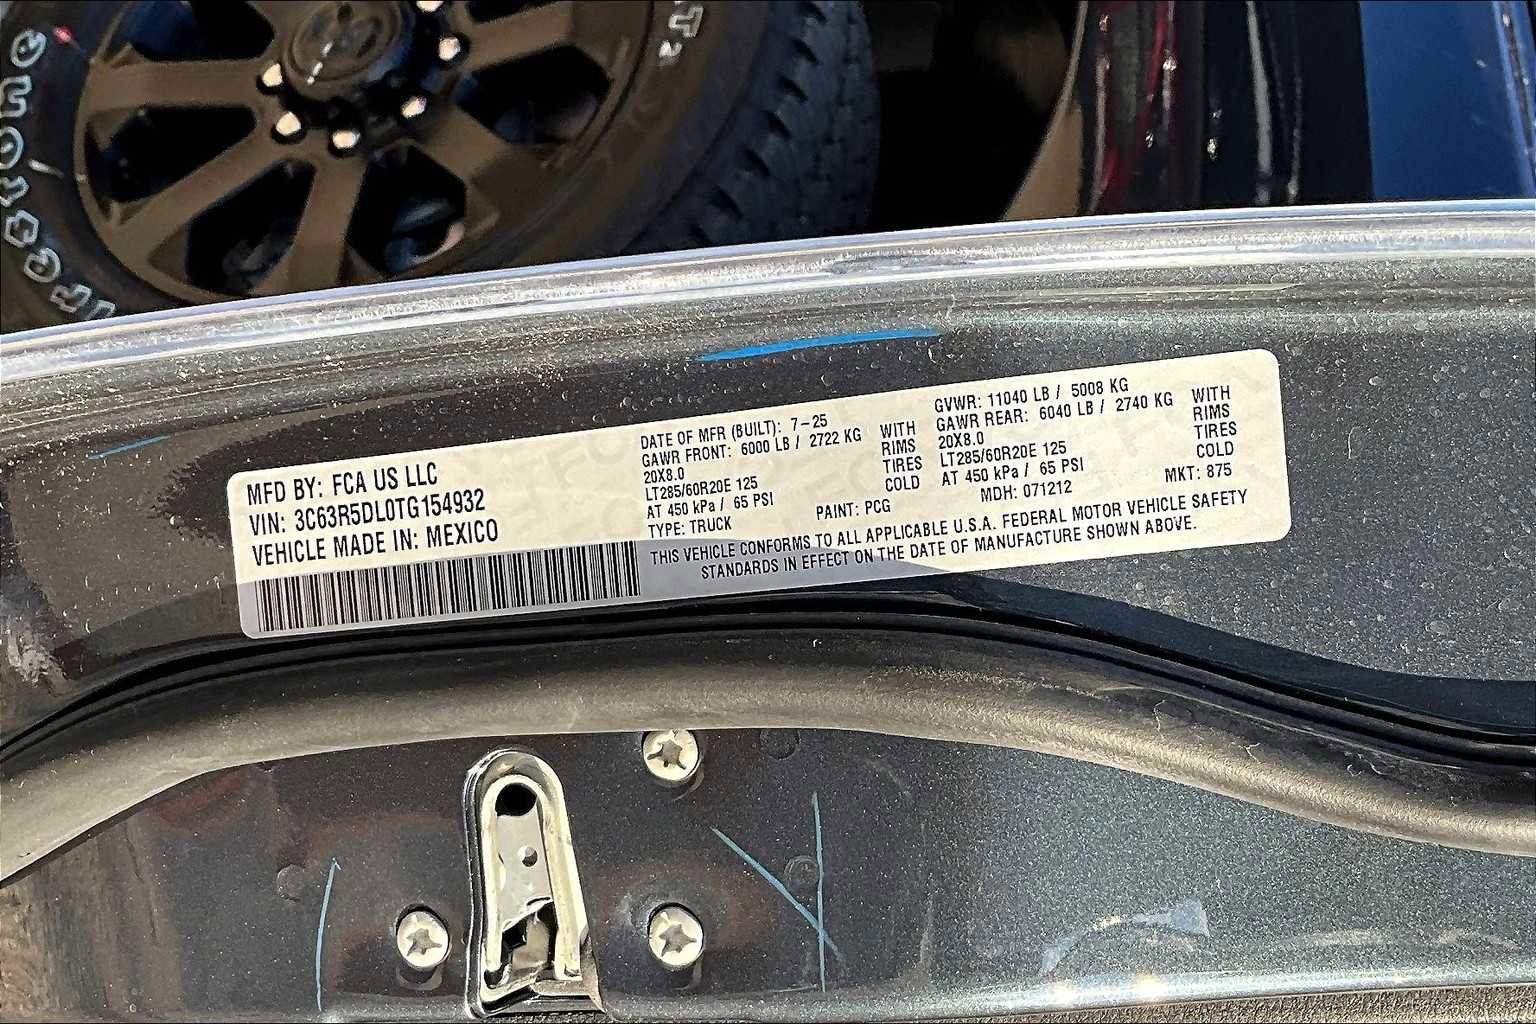 MFD BY: FCA US LLC
VIN: 3C63R5DL0TG154932
VEHICLE MADE IN: MEXICO
DATE OF MFR (BUILT): 7-25
GAWR FRONT: 6000 LB / 2722 KG
20X8.0
LT285/60R20E 125
AT 450 kPa / 65 PSI
TYPE: TRUCK
WITH
RIMS
TIRES
COLD
PAINT: PCG
GVWR: 11040 LB / 5008 KG
GAWR REAR: 6040 LB / 2740 KG
20X8.0
LT285/60R20E 125
AT 450 kPa / 65 PSI
MDH: 071212
WITH
RIMS
TIRES
COLD
MKT: 875
THIS VEHICLE CONFORMS TO ALL APPLICABLE U.S.A. FEDERAL MOTOR VEHICLE SAFETY
STANDARDS IN EFFECT ON THE DATE OF MANUFACTURE SHOWN ABOVE.